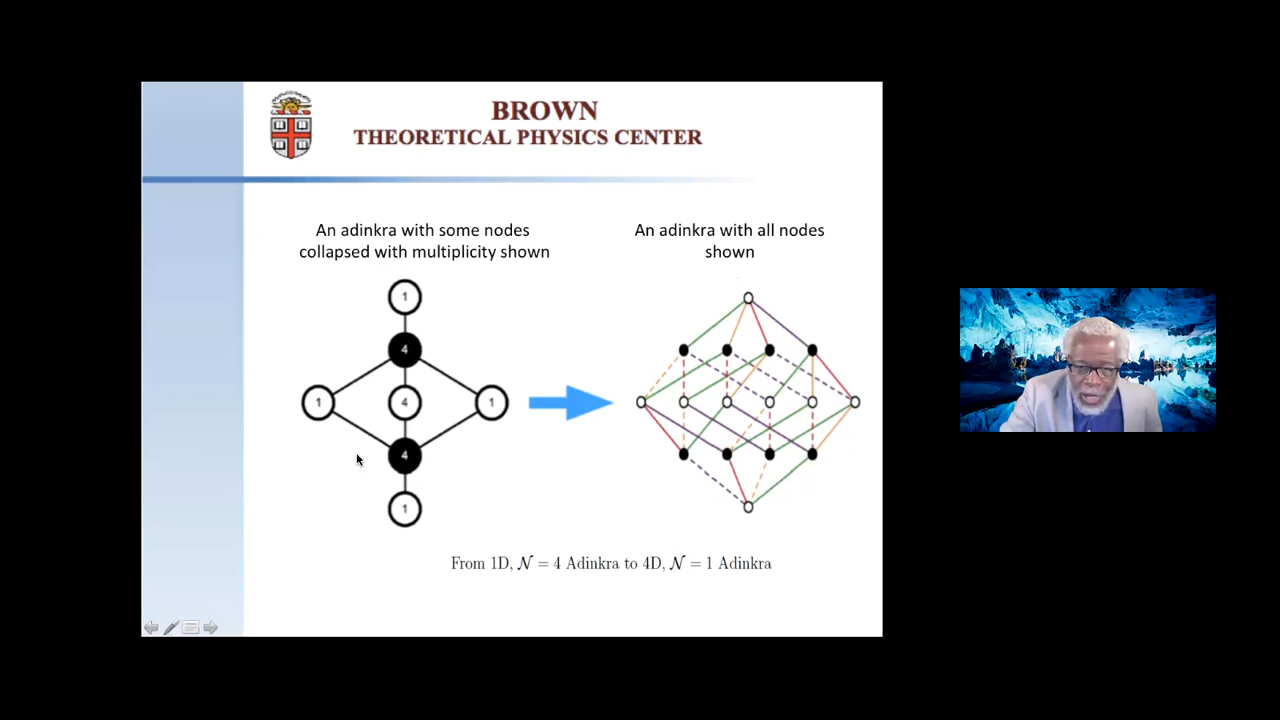 BROWN
THEORETICAL PHYSICS CENTER
An adinkra with some nodes
collapsed with multiplicity shown
An adinkra with all nodes
shown
1
4
1 4 1
4
1
From 1D, 𝒩 = 4 Adinkra to 4D, 𝒩 = 1 Adinkra